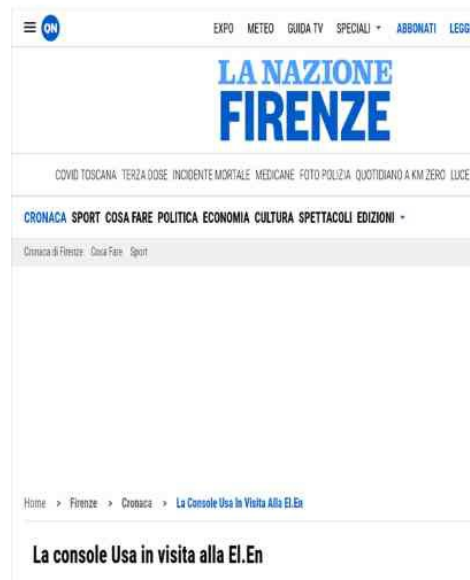 ON EXPO METEO GUIDA TV SPECIALI ABBONATI LEGG
LA NAZIONE
FIRENZE
COVID TOSCANA TERZA DOSE INCIDENTE MORTALE MEDICANE FOTO POLIZIA QUOTIDIANO A KM ZERO LUCE
CRONACA SPORT COSA FARE POLITICA ECONOMIA CULTURA SPETTACOLI EDIZIONI
Cronaca di Firenze Cosa Fare Sport
Home > Firenze > Cronaca > La Console Usa In Visita Alla El.En
La console Usa in visita alla El.En